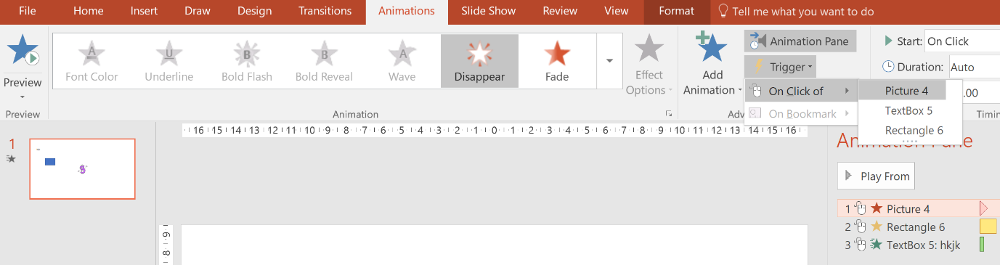 File Home Insert Draw Design Transitions Animations Slide Show Review View Format Tell me what you want to do
Preview
Preview
A Font Color
U Underline
B Bold Flash
B Bold Reveal
A Wave
Disappear
Fade
Animation
Effect
Options
Add
Animation
Animation Pane
Trigger
On Click of
On Bookmark
Adv
Picture 4
TextBox 5
Rectangle 6
Start: On Click
Duration: Auto
.00
Timin
1
16 15 14 13 12 11 10 9 8 7 6 5 4 3 2 1 0 1 2 3 4 5 6 7 8 9 10 11 12 13 14 15 16
9
8
Animation Pane
Play From
1 Picture 4
2 Rectangle 6
3 TextBox 5: hkjk